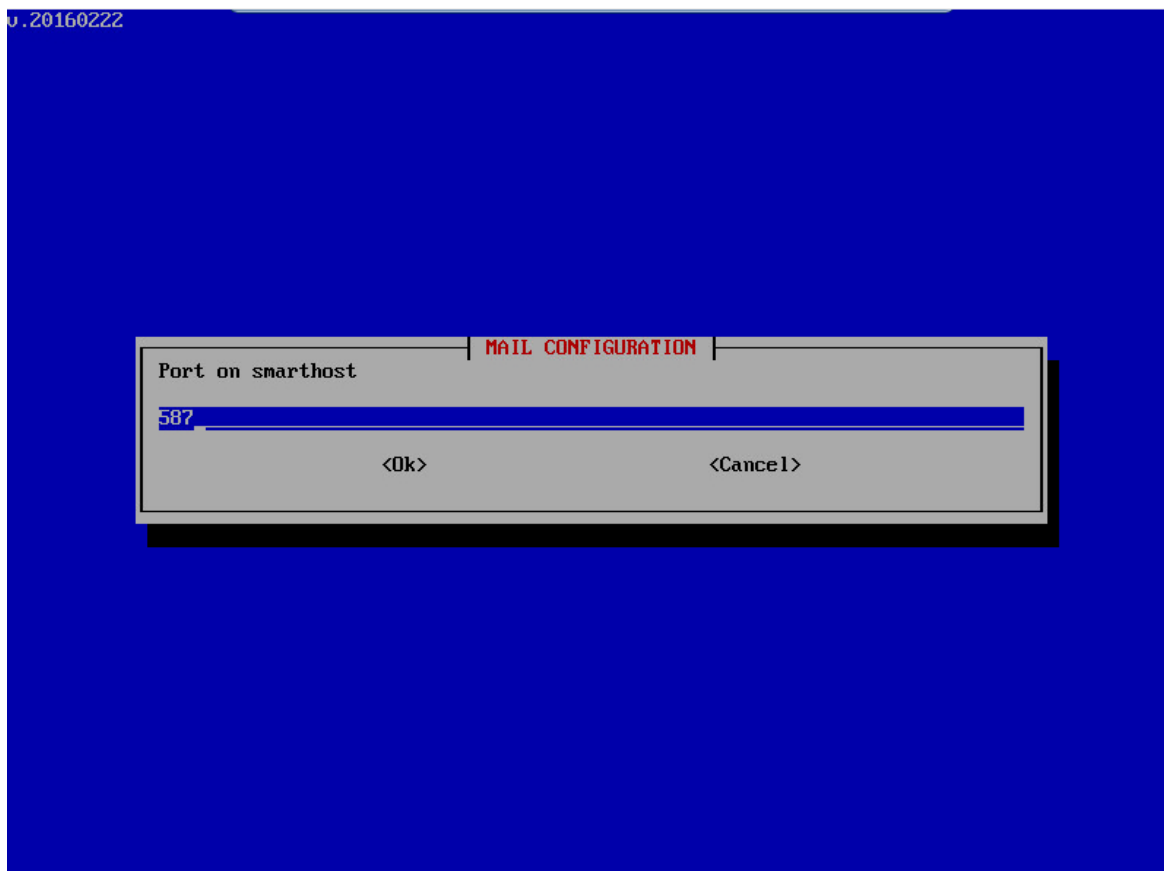 v.20160222
MAIL CONFIGURATION
Port on smarthost
587
<Ok> <Cancel>